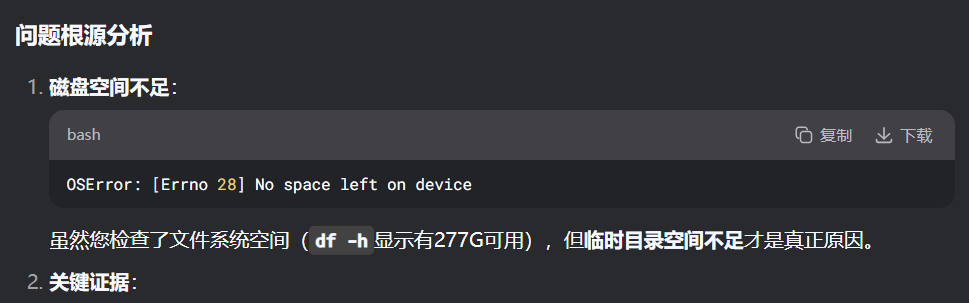 问题根源分析
1. 磁盘空间不足：
bash 复制 下载
OSError: [Errno 28] No space left on device
虽然您检查了文件系统空间（df -h显示有277G可用），但临时目录空间不足才是真正原因。
2. 关键证据：